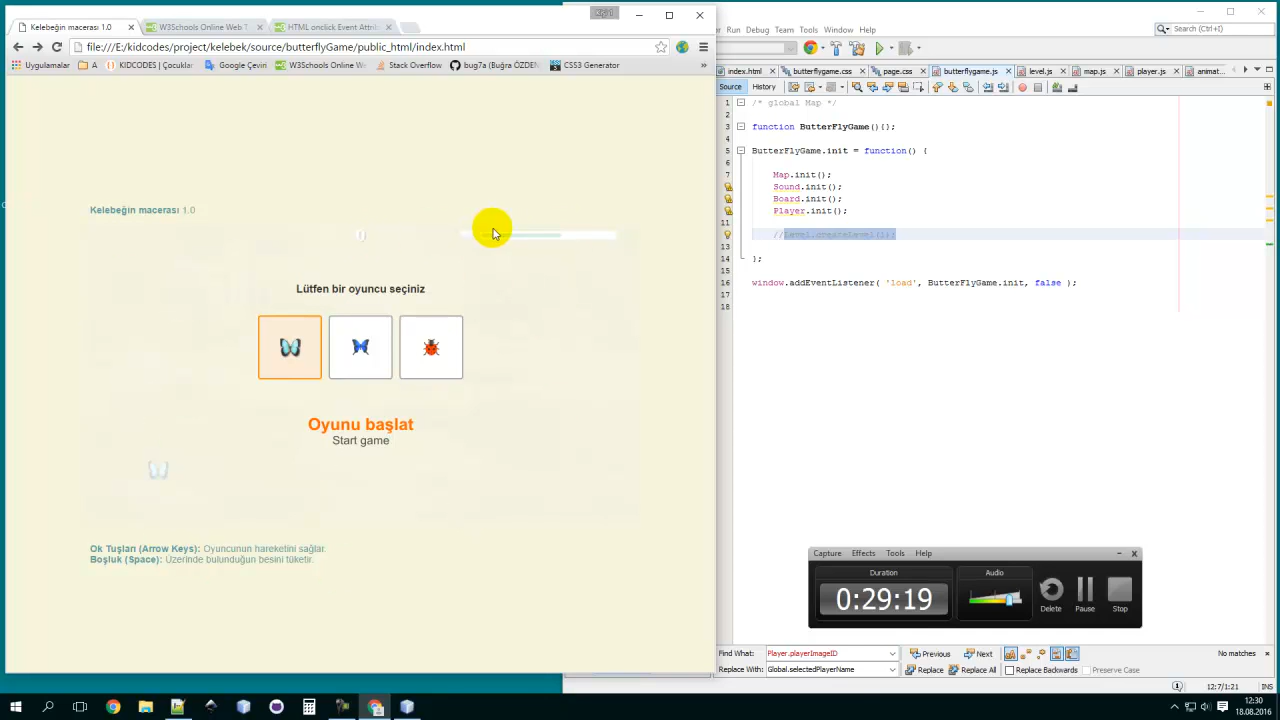 Kelebeğin macerası 1.0
W3Schools Online Web T
HTML onclick Event Attrib
file:///E:/kidcodes/project/kelebek/source/butterflyGame/public_html/index.html
Uygulamalar
A
KIDCODES | Çocuklar
Google Çeviri
W3Schools Online We
Stack Overflow
bug7a (Buğra ÖZDEN
CSS3 Generator
»
Kelebeğin macerası 1.0
0
Lütfen bir oyuncu seçiniz
Oyunu başlat
Start game
Ok Tuşları (Arrow Keys): Oyuncunun hareketini sağlar.
Boşluk (Space): Üzerinde bulunduğun besini tüketir.
Run Debug Team Tools Window Help
Search (Ctrl+I)
index.html
butterflygame.css
page.css
butterflygame.js
level.js
map.js
player.js
animat...
Source History
1 /* global Map */
2
3 function ButterFlyGame(){};
4
5 ButterFlyGame.init = function() {
6
7 Map.init();
Sound.init();
Board.init();
Player.init();
11
//Level.createLevel(1);
13
14 };
15
16 window.addEventListener( 'load', ButterFlyGame.init, false );
17
18
Capture Effects Tools Help
Duration
0:29:19
Audio
Delete
Pause
Stop
Find What: Player.playerImageID
Previous
Next
No matches
Replace With: Global.selectedPlayerName
Replace
Replace All
Replace Backwards
Preserve Case
12:7/1:21
INS
12:30
18.08.2016